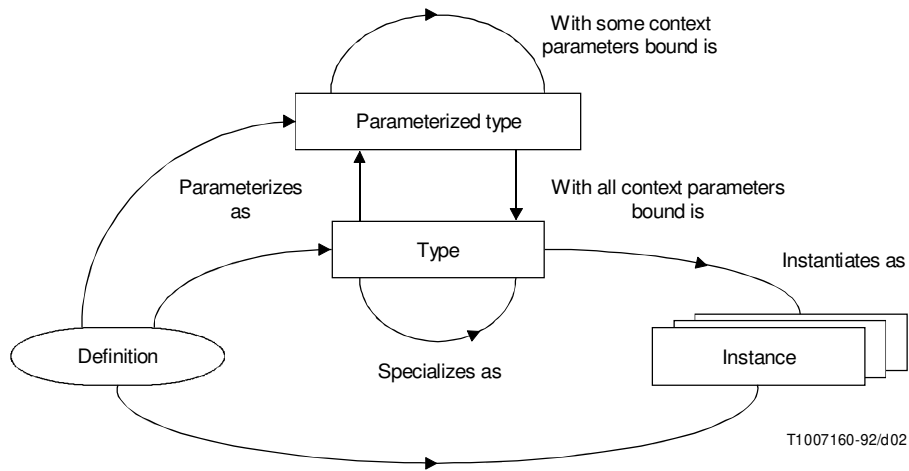 With some context
parameters bound is
Parameterized type
Parameterizes
as
With all context parameters
bound is
Type
Instantiates as
Definition
Instance
Specializes as
T1007160-92/d02